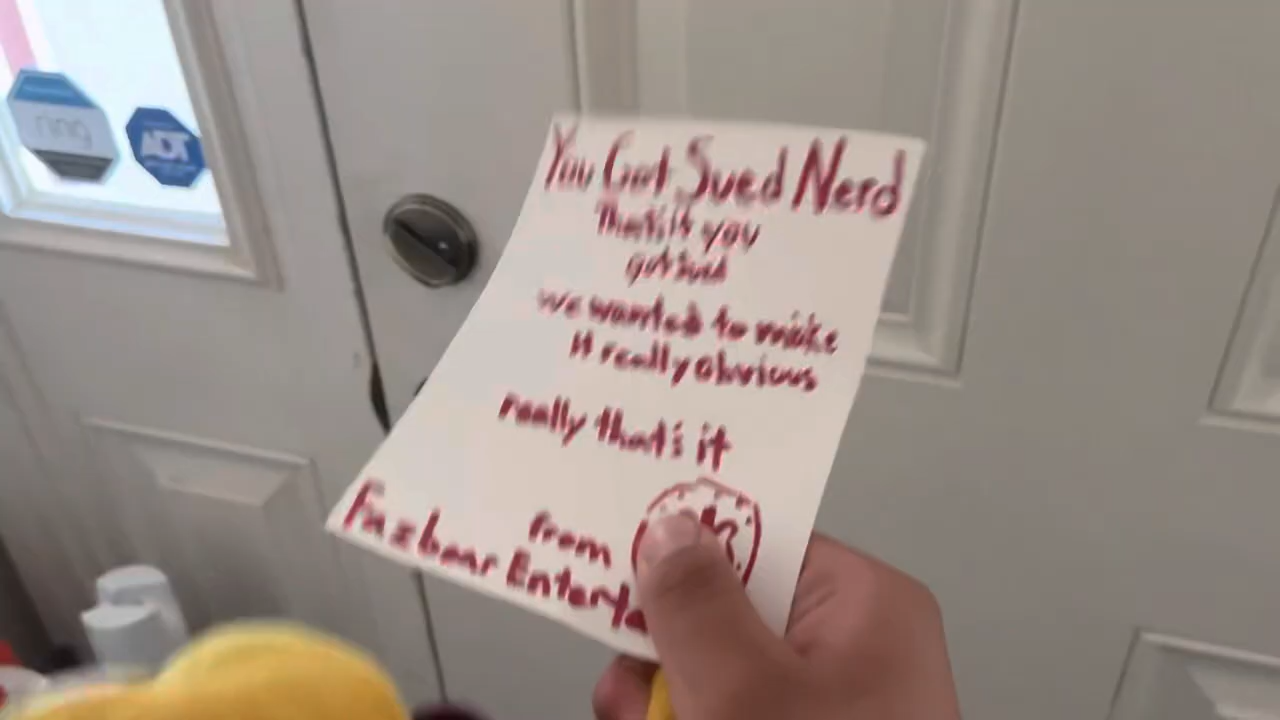 ring
ADT
You Got Sued Nerd
That's it you
got sued
we wanted to make
it really obvious
really that's it
from
Fazbear Enterta